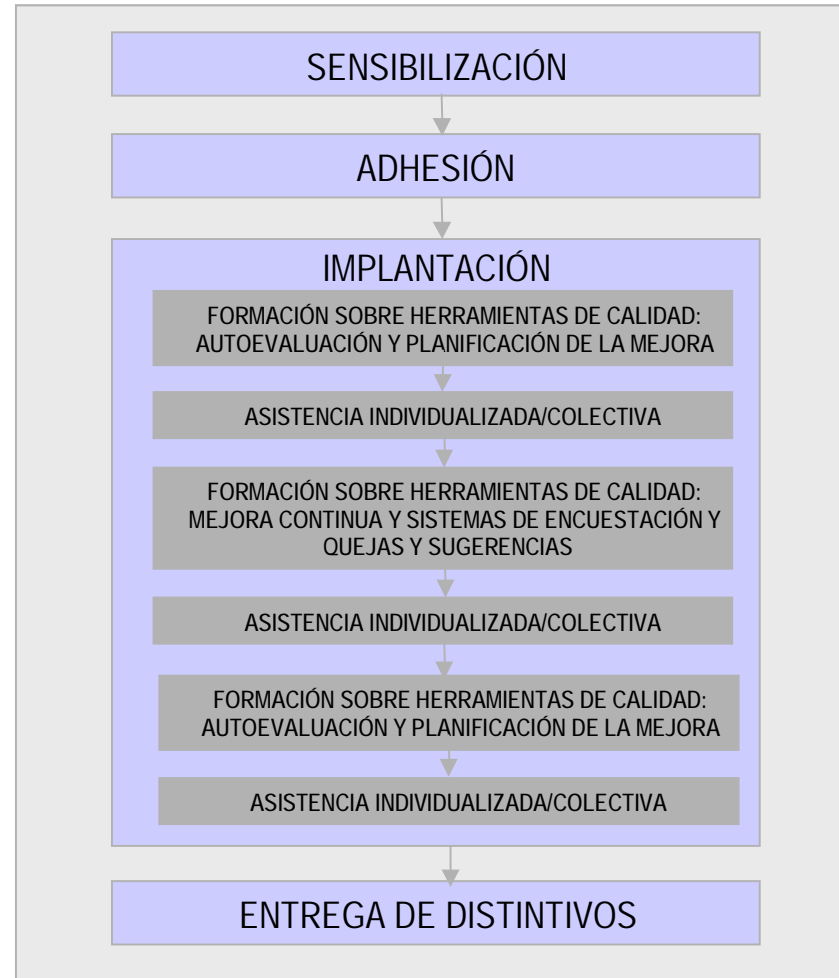 SENSIBILIZACIÓN
ADHESIÓN
IMPLANTACIÓN
FORMACIÓN SOBRE HERRAMIENTAS DE CALIDAD:
AUTOEVALUACIÓN Y PLANIFICACIÓN DE LA MEJORA
ASISTENCIA INDIVIDUALIZADA/COLECTIVA
FORMACIÓN SOBRE HERRAMIENTAS DE CALIDAD:
MEJORA CONTINUA Y SISTEMAS DE ENCUESTACIÓN Y
QUEJAS Y SUGERENCIAS
ASISTENCIA INDIVIDUALIZADA/COLECTIVA
FORMACIÓN SOBRE HERRAMIENTAS DE CALIDAD:
AUTOEVALUACIÓN Y PLANIFICACIÓN DE LA MEJORA
ASISTENCIA INDIVIDUALIZADA/COLECTIVA
ENTREGA DE DISTINTIVOS